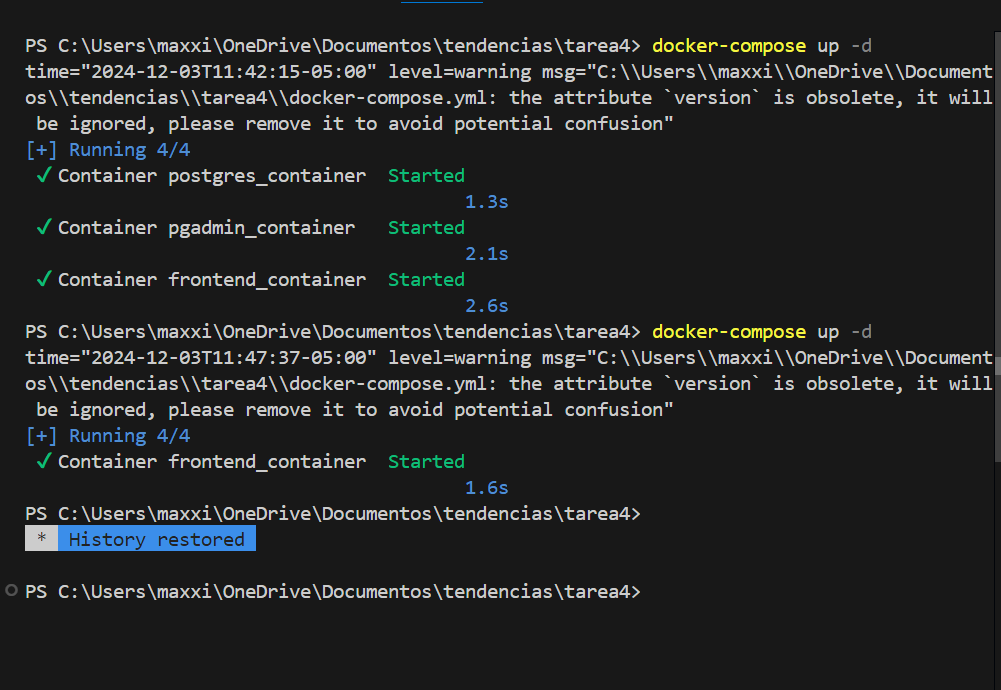 PS C:\Users\maxxi\OneDrive\Documentos\tendencias\tarea4> docker-compose up -d
time="2024-12-03T11:42:15-05:00" level=warning msg="C:\\Users\\maxxi\\OneDrive\\Document
os\\tendencias\\tarea4\\docker-compose.yml: the attribute `version` is obsolete, it will
 be ignored, please remove it to avoid potential confusion"
[+] Running 4/4
 ✔ Container postgres_container  Started
1.3s
 ✔ Container pgadmin_container   Started
2.1s
 ✔ Container frontend_container  Started
2.6s
PS C:\Users\maxxi\OneDrive\Documentos\tendencias\tarea4> docker-compose up -d
time="2024-12-03T11:47:37-05:00" level=warning msg="C:\\Users\\maxxi\\OneDrive\\Document
os\\tendencias\\tarea4\\docker-compose.yml: the attribute `version` is obsolete, it will
 be ignored, please remove it to avoid potential confusion"
[+] Running 4/4
 ✔ Container frontend_container  Started
1.6s
PS C:\Users\maxxi\OneDrive\Documentos\tendencias\tarea4>
 *  History restored
PS C:\Users\maxxi\OneDrive\Documentos\tendencias\tarea4>